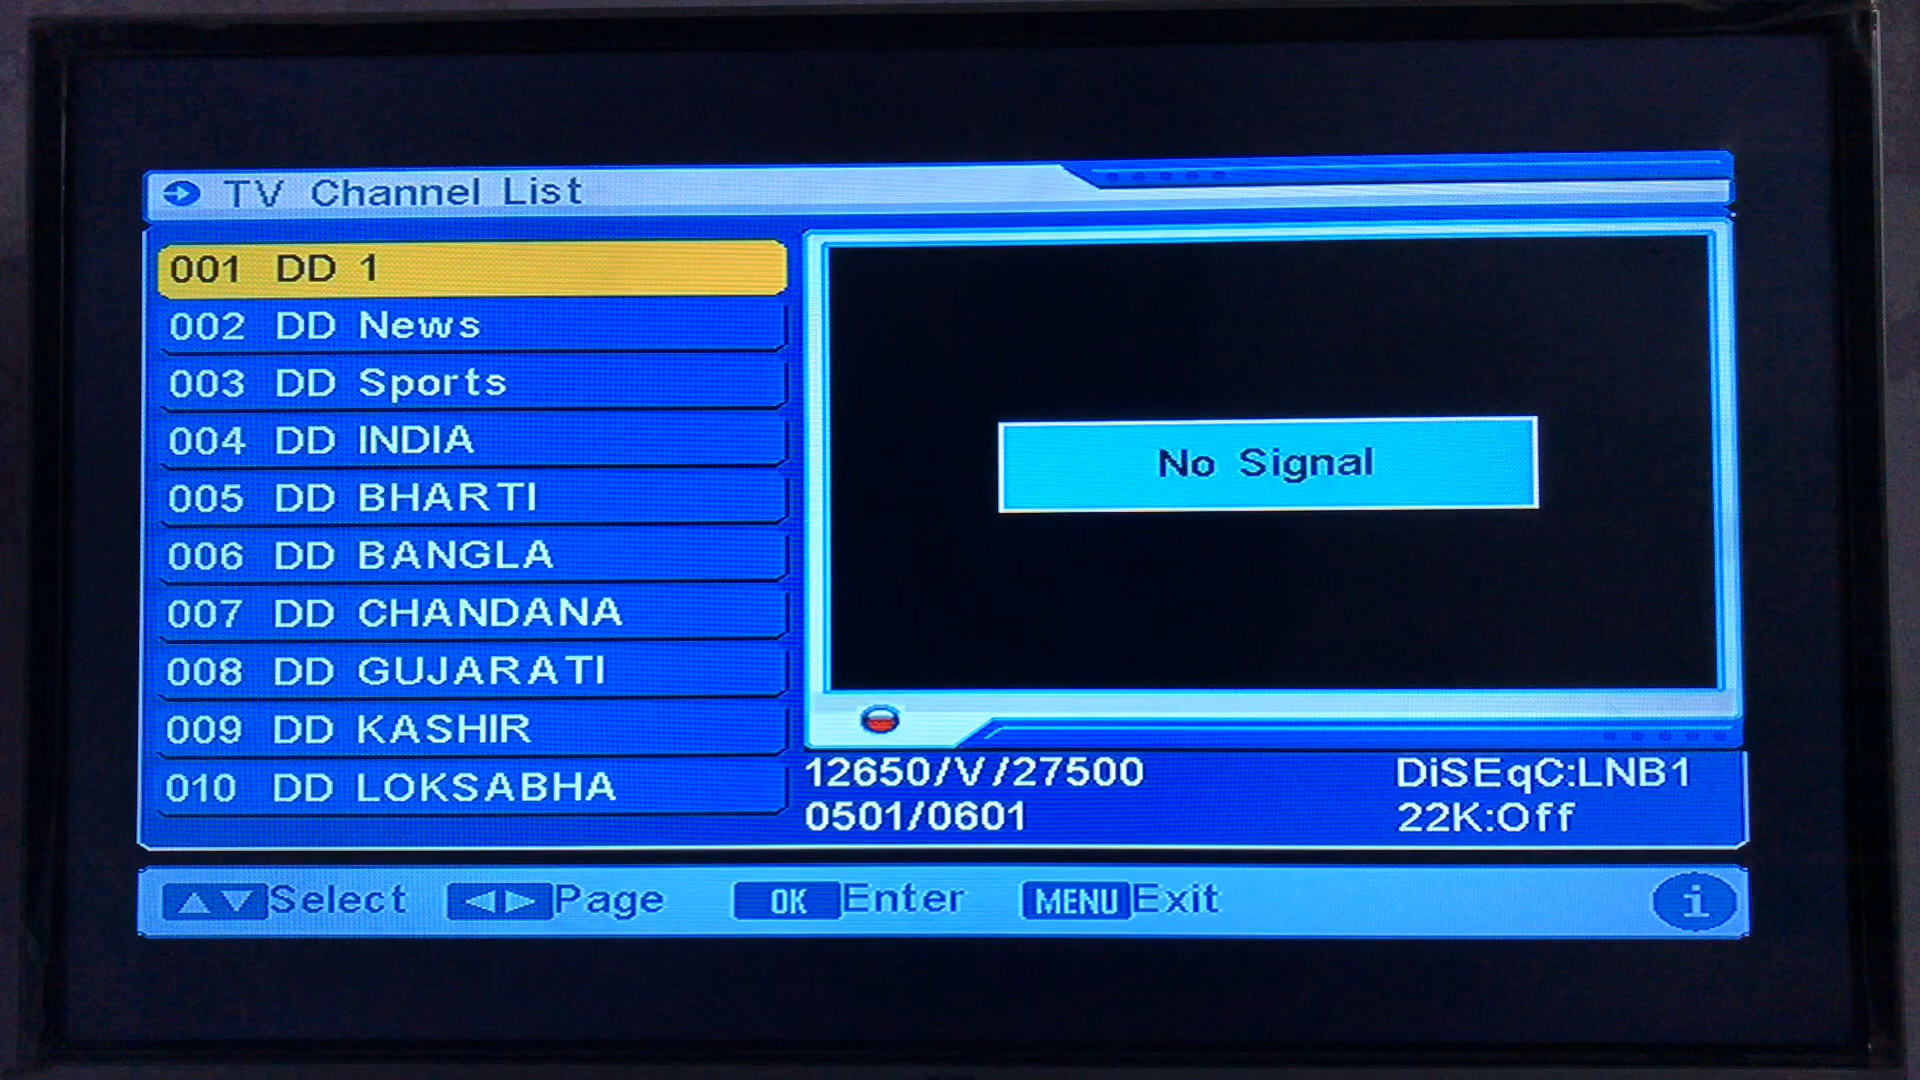 TV Channel List
001 DD 1
002 DD News
003 DD Sports
004 DD INDIA
005 DD BHARTI
006 DD BANGLA
007 DD CHANDANA
008 DD GUJARATI
009 DD KASHIR
010 DD LOKSABHA
No Signal
12650/V/27500
DiSEqC:LNB1
0501/0601
22K:Off
Select Page OK Enter MENU Exit i